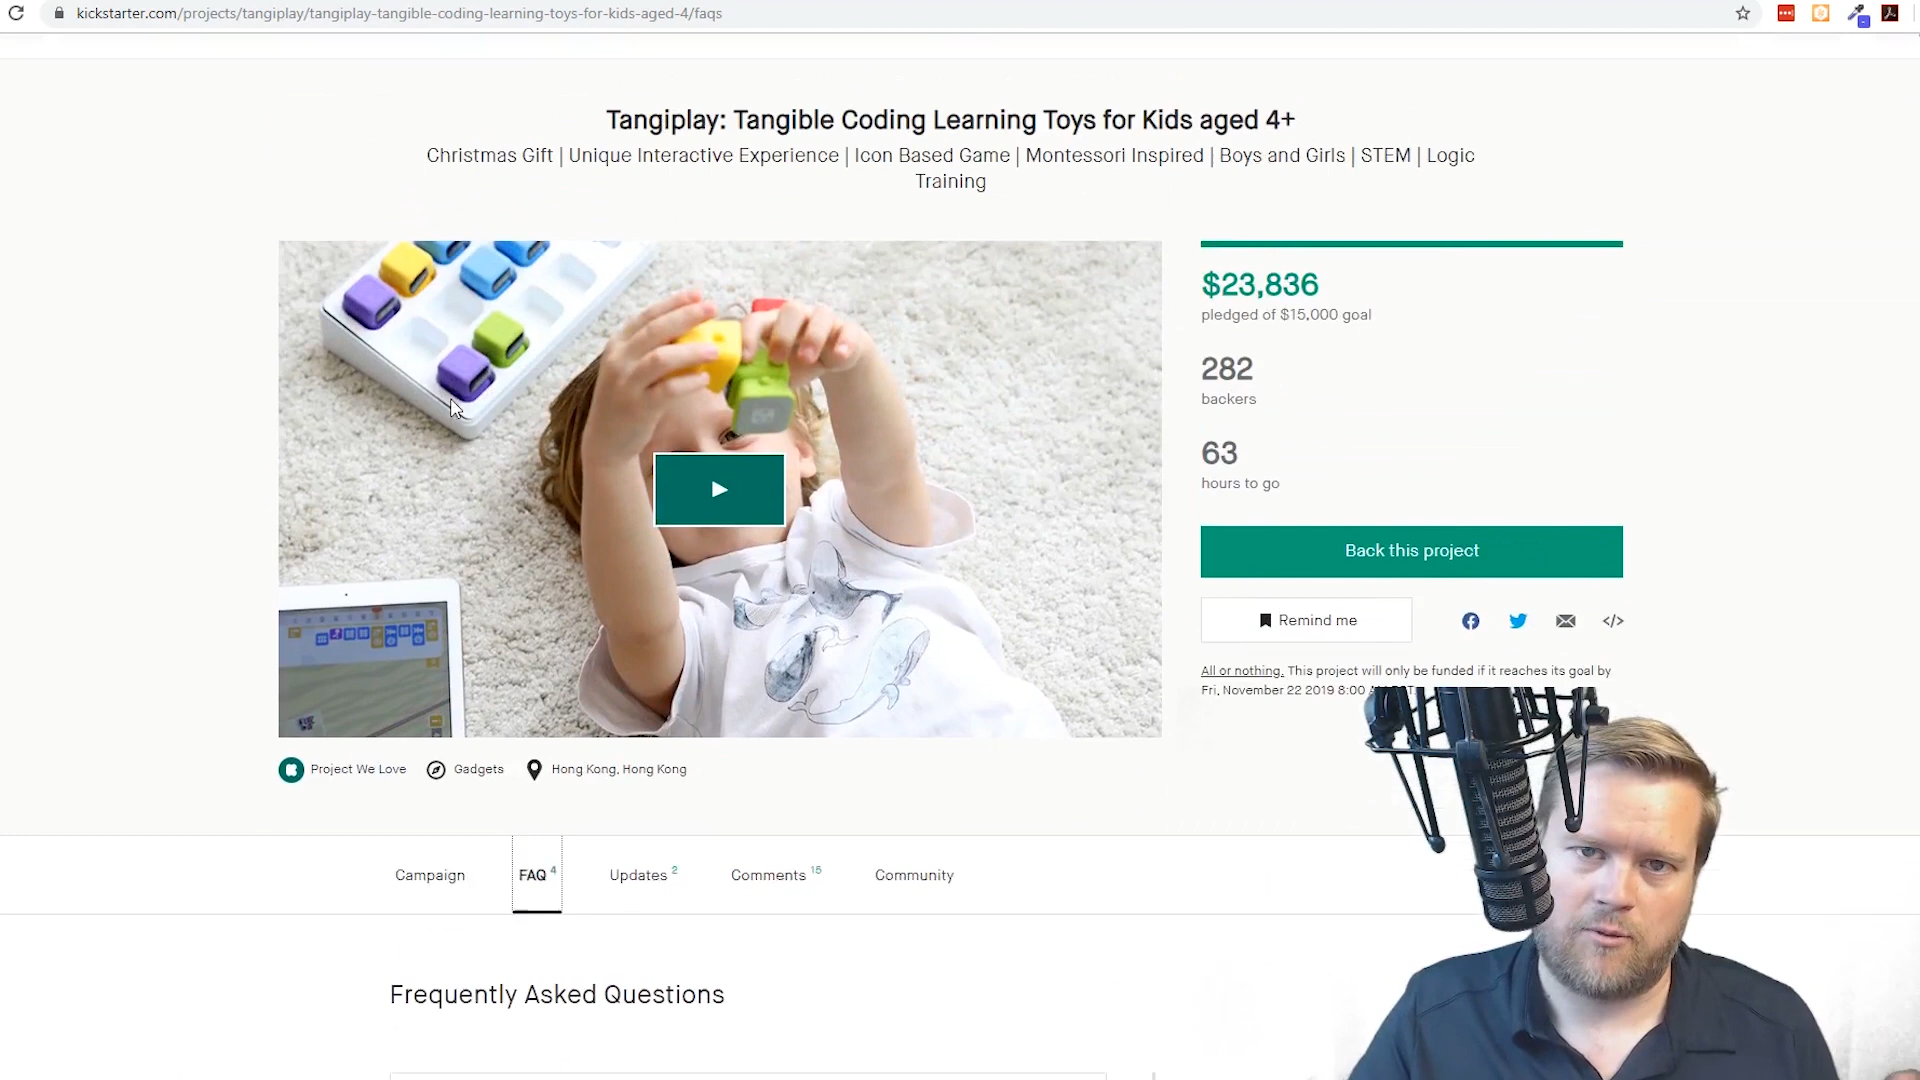 kickstarter.com/projects/tangiplay/tangiplay-tangible-coding-learning-toys-for-kids-aged-4/faqs
Tangiplay: Tangible Coding Learning Toys for Kids aged 4+
Christmas Gift | Unique Interactive Experience | Icon Based Game | Montessori Inspired | Boys and Girls | STEM | Logic
Training
$23,836
pledged of $15,000 goal
282
backers
63
hours to go
Back this project
Remind me
</>
All or nothing. This project will only be funded if it reaches its goal by
Fri, November 22 2019 8:00
Project We Love
Gadgets
Hong Kong, Hong Kong
Campaign
FAQ 4
Updates 2
Comments 15
Community
Frequently Asked Questions